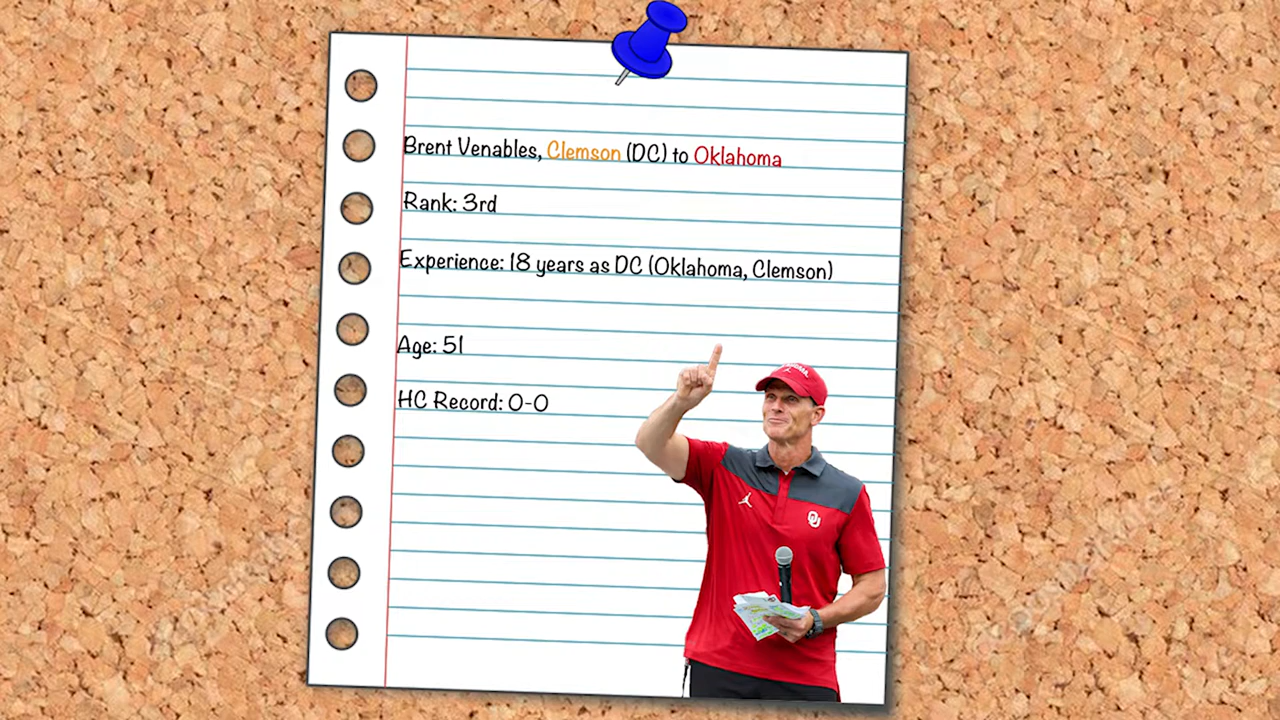 Brent Venables, Clemson (DC) to Oklahoma
Rank: 3rd
Experience: 18 years as DC (Oklahoma, Clemson)
Age: 51
HC Record: 0-0
OU